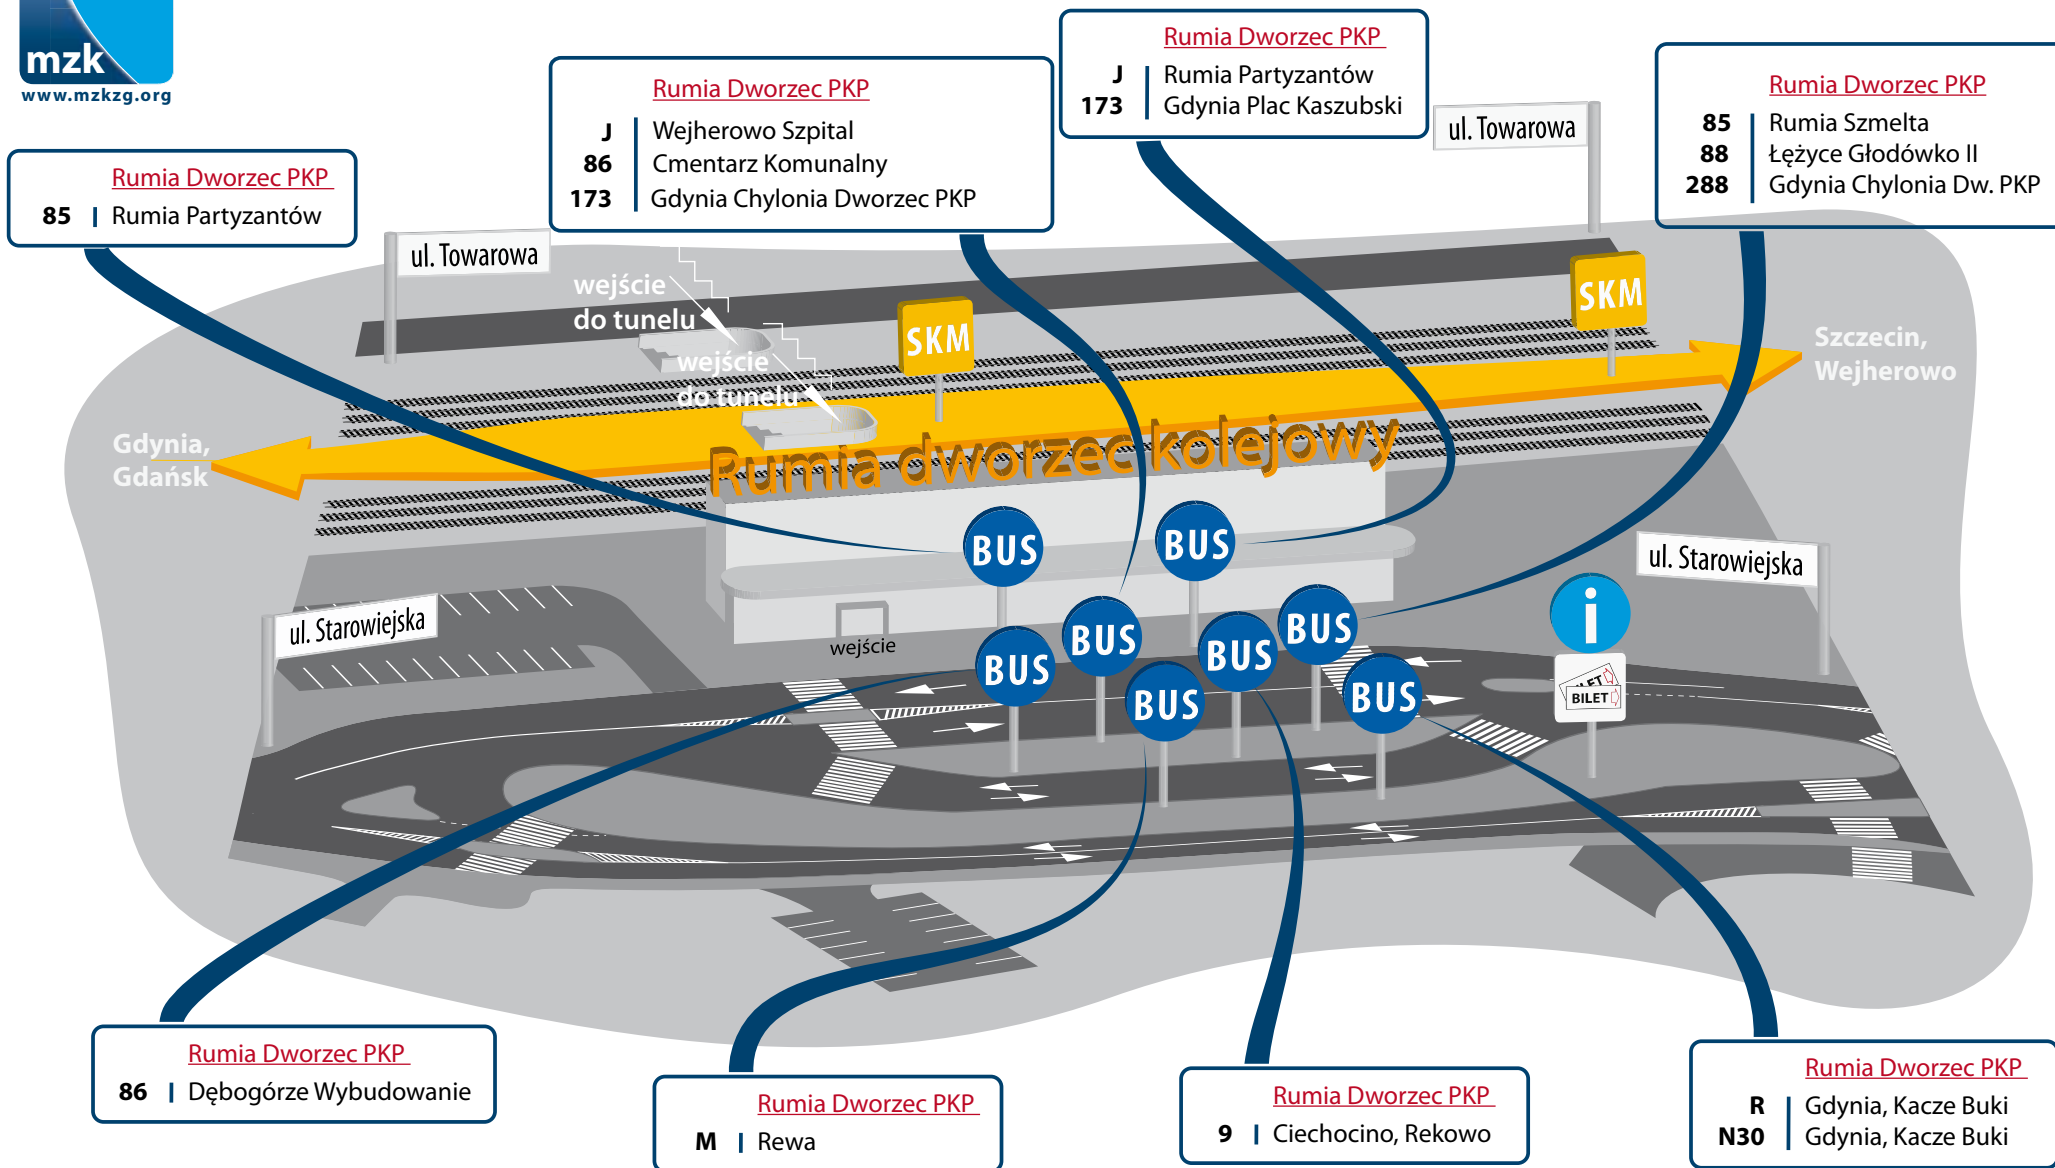 mzk
www.mzkzg.org
Rumia Dworzec PKP
85 Rumia Partyzantów
Rumia Dworzec PKP
J Wejherowo Szpital
86 Cmentarz Komunalny
173 Gdynia Chylonia Dworzec PKP
Rumia Dworzec PKP
J Rumia Partyzantów
173 Gdynia Plac Kaszubski
Rumia Dworzec PKP
85 Rumia Szmelta
88 Łężyce Głodówko II
288 Gdynia Chylonia Dw. PKP
ul. Towarowa
ul. Towarowa
wejście
do tunelu
wejście
do tunelu
SKM
SKM
Szczecin,
Wejherowo
Gdynia,
Gdańsk
Rumia dworzec kolejowy
BUS
BUS
ul. Starowiejska
ul. Starowiejska
wejście
BUS
BUS
BUS
BUS
BUS
BUS
i
BILET
Rumia Dworzec PKP
86 Dębogórze Wybudowanie
Rumia Dworzec PKP
M Rewa
Rumia Dworzec PKP
9 Ciechocino, Rekowo
Rumia Dworzec PKP
R Gdynia, Kacze Buki
N30 Gdynia, Kacze Buki